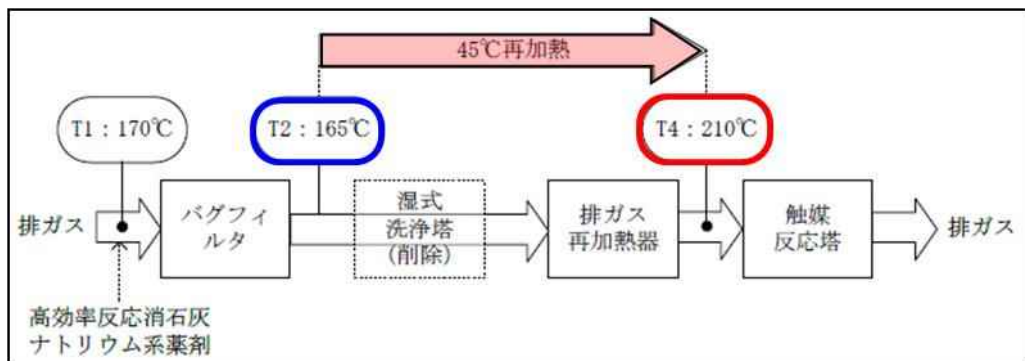 45℃再加熱
T1：170℃
T2：165℃
T4：210℃
排ガス
バグフィ
ルタ
湿式
洗浄塔
(削除)
排ガス
再加熱器
触媒
反応塔
排ガス
高効率反応消石灰
ナトリウム系薬剤